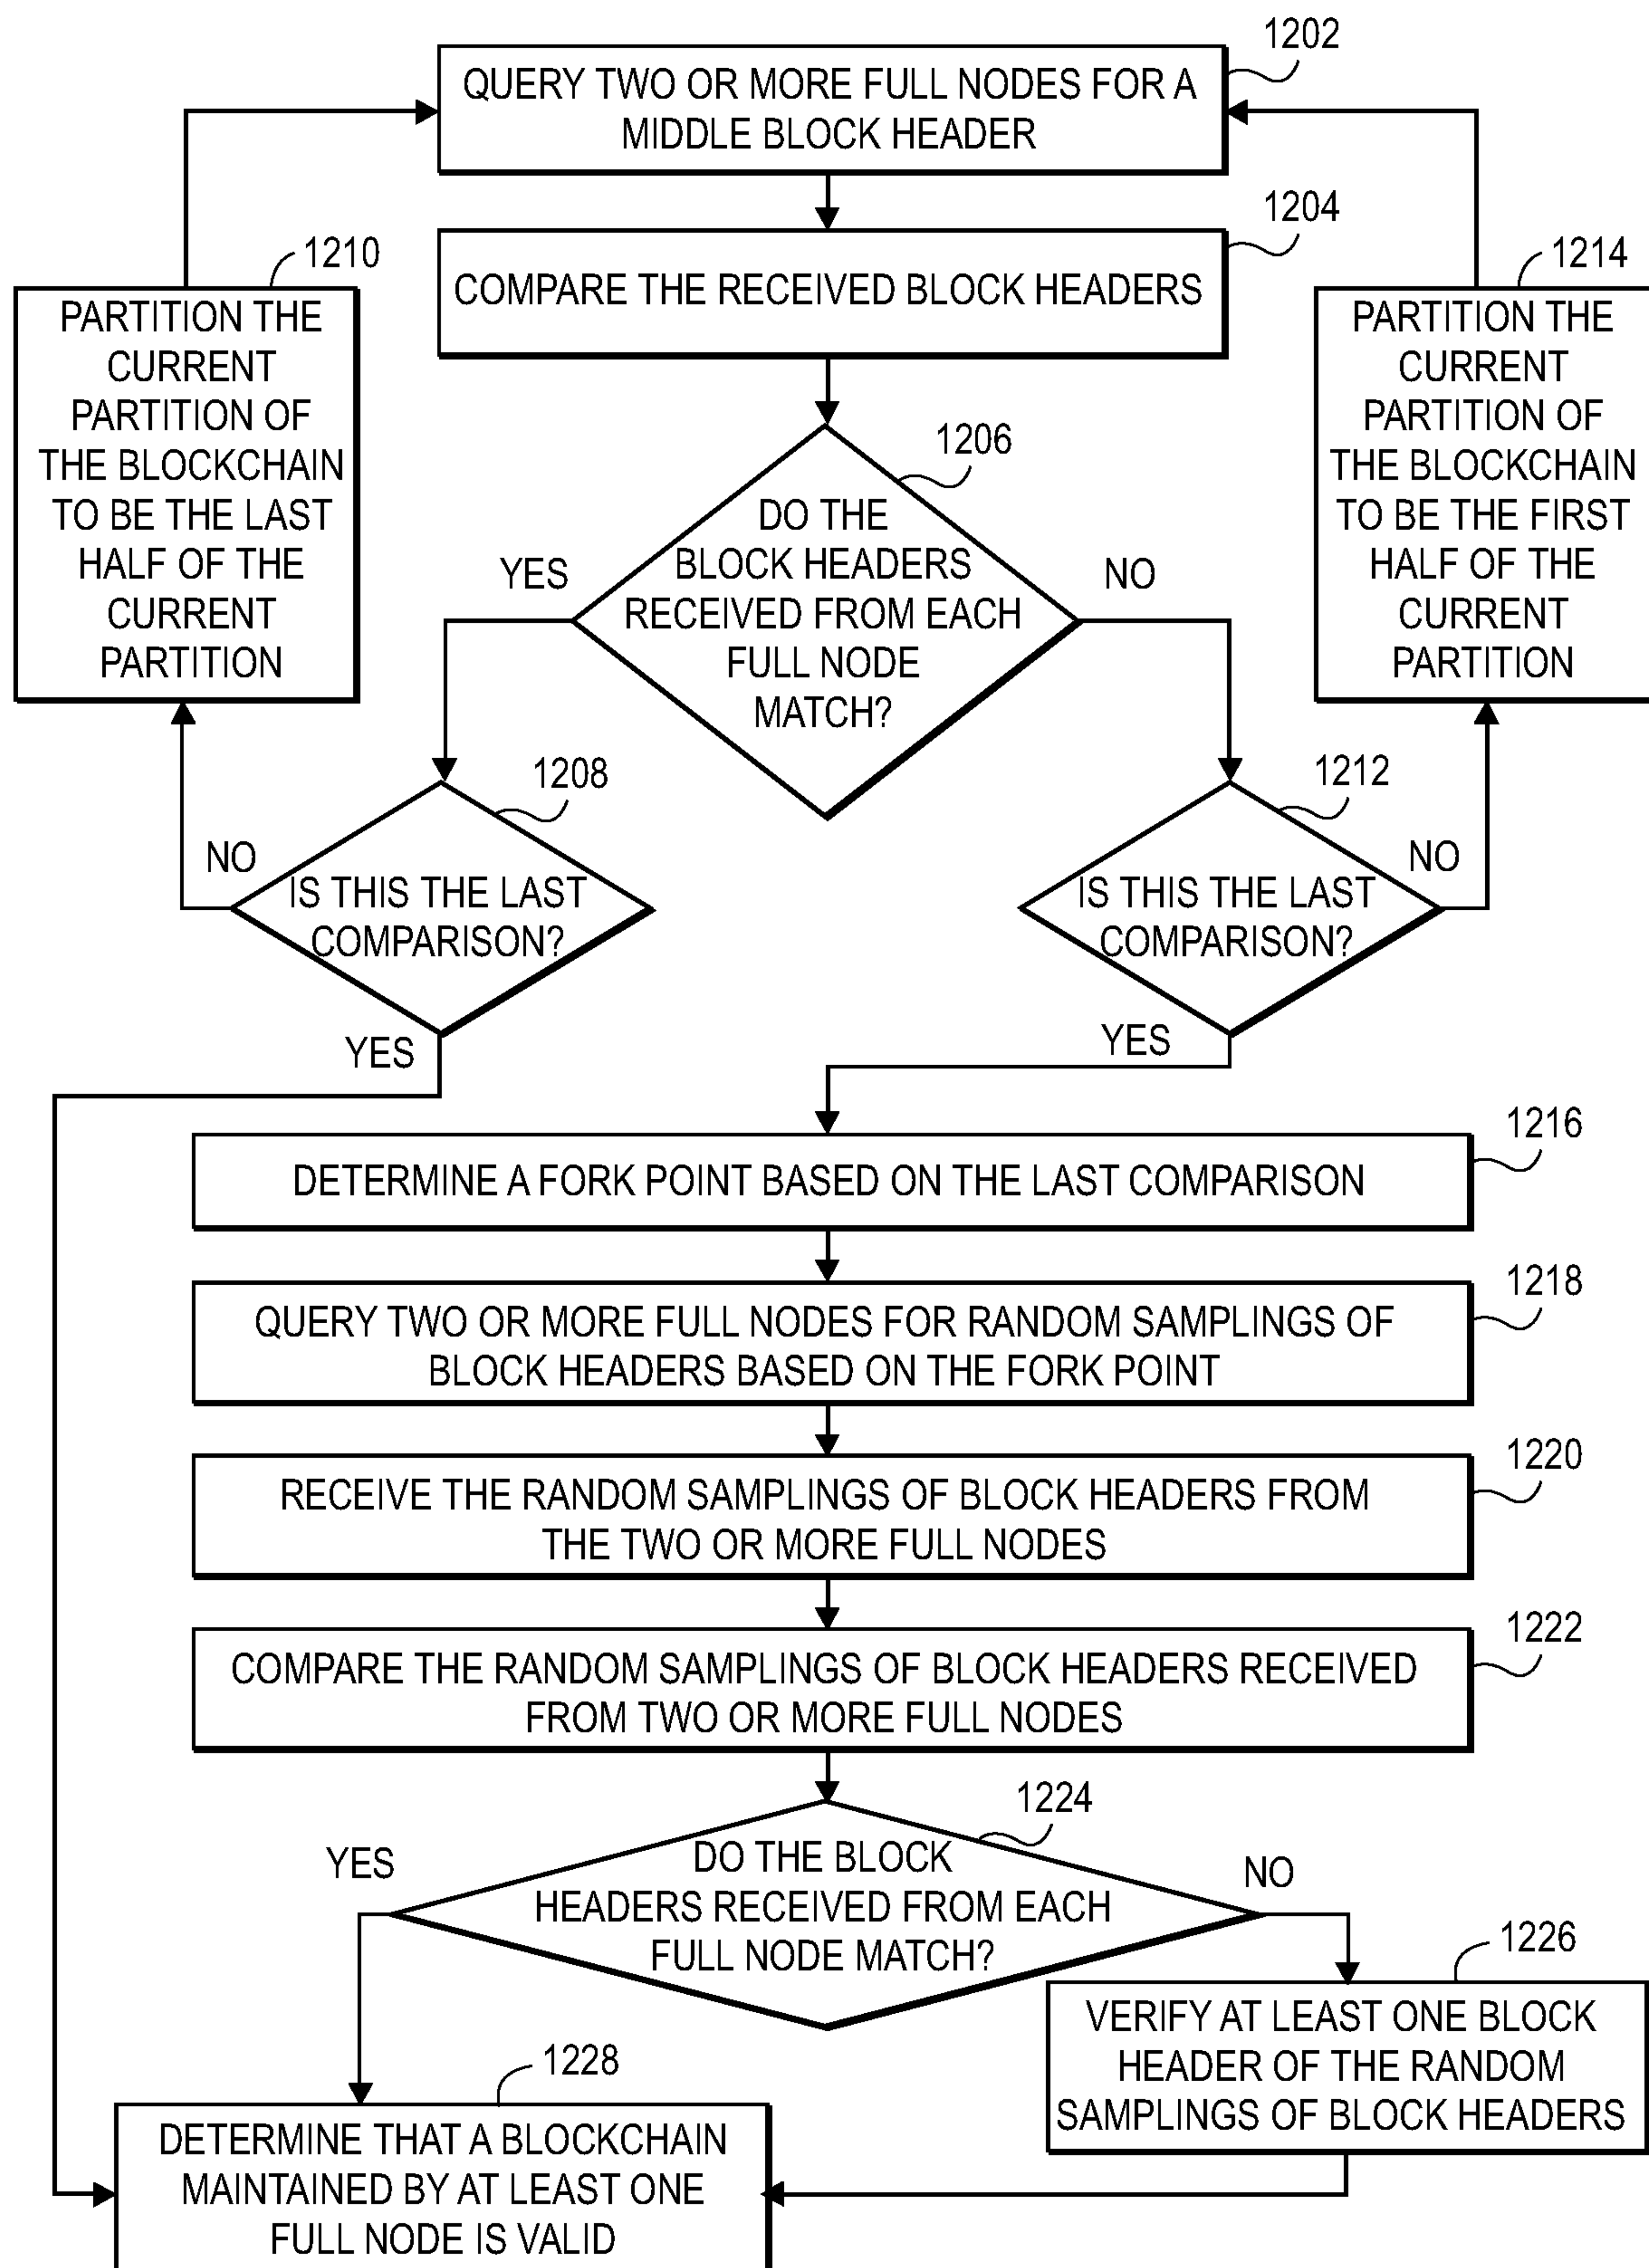 1202
QUERY TWO OR MORE FULL NODES FOR A
MIDDLE BLOCK HEADER
1204
COMPARE THE RECEIVED BLOCK HEADERS
1210
PARTITION THE
CURRENT
PARTITION OF
THE BLOCKCHAIN
TO BE THE LAST
HALF OF THE
CURRENT
PARTITION
1214
PARTITION THE
CURRENT
PARTITION OF
THE BLOCKCHAIN
TO BE THE FIRST
HALF OF THE
CURRENT
PARTITION
1206
DO THE
BLOCK HEADERS
RECEIVED FROM EACH
FULL NODE
MATCH?
YES
NO
1208
IS THIS THE LAST
COMPARISON?
NO
YES
1212
IS THIS THE LAST
COMPARISON?
NO
YES
1216
DETERMINE A FORK POINT BASED ON THE LAST COMPARISON
1218
QUERY TWO OR MORE FULL NODES FOR RANDOM SAMPLINGS OF
BLOCK HEADERS BASED ON THE FORK POINT
1220
RECEIVE THE RANDOM SAMPLINGS OF BLOCK HEADERS FROM
THE TWO OR MORE FULL NODES
1222
COMPARE THE RANDOM SAMPLINGS OF BLOCK HEADERS RECEIVED
FROM TWO OR MORE FULL NODES
1224
DO THE BLOCK
HEADERS RECEIVED FROM EACH
FULL NODE MATCH?
YES
NO
1226
VERIFY AT LEAST ONE BLOCK
HEADER OF THE RANDOM
SAMPLINGS OF BLOCK HEADERS
1228
DETERMINE THAT A BLOCKCHAIN
MAINTAINED BY AT LEAST ONE
FULL NODE IS VALID